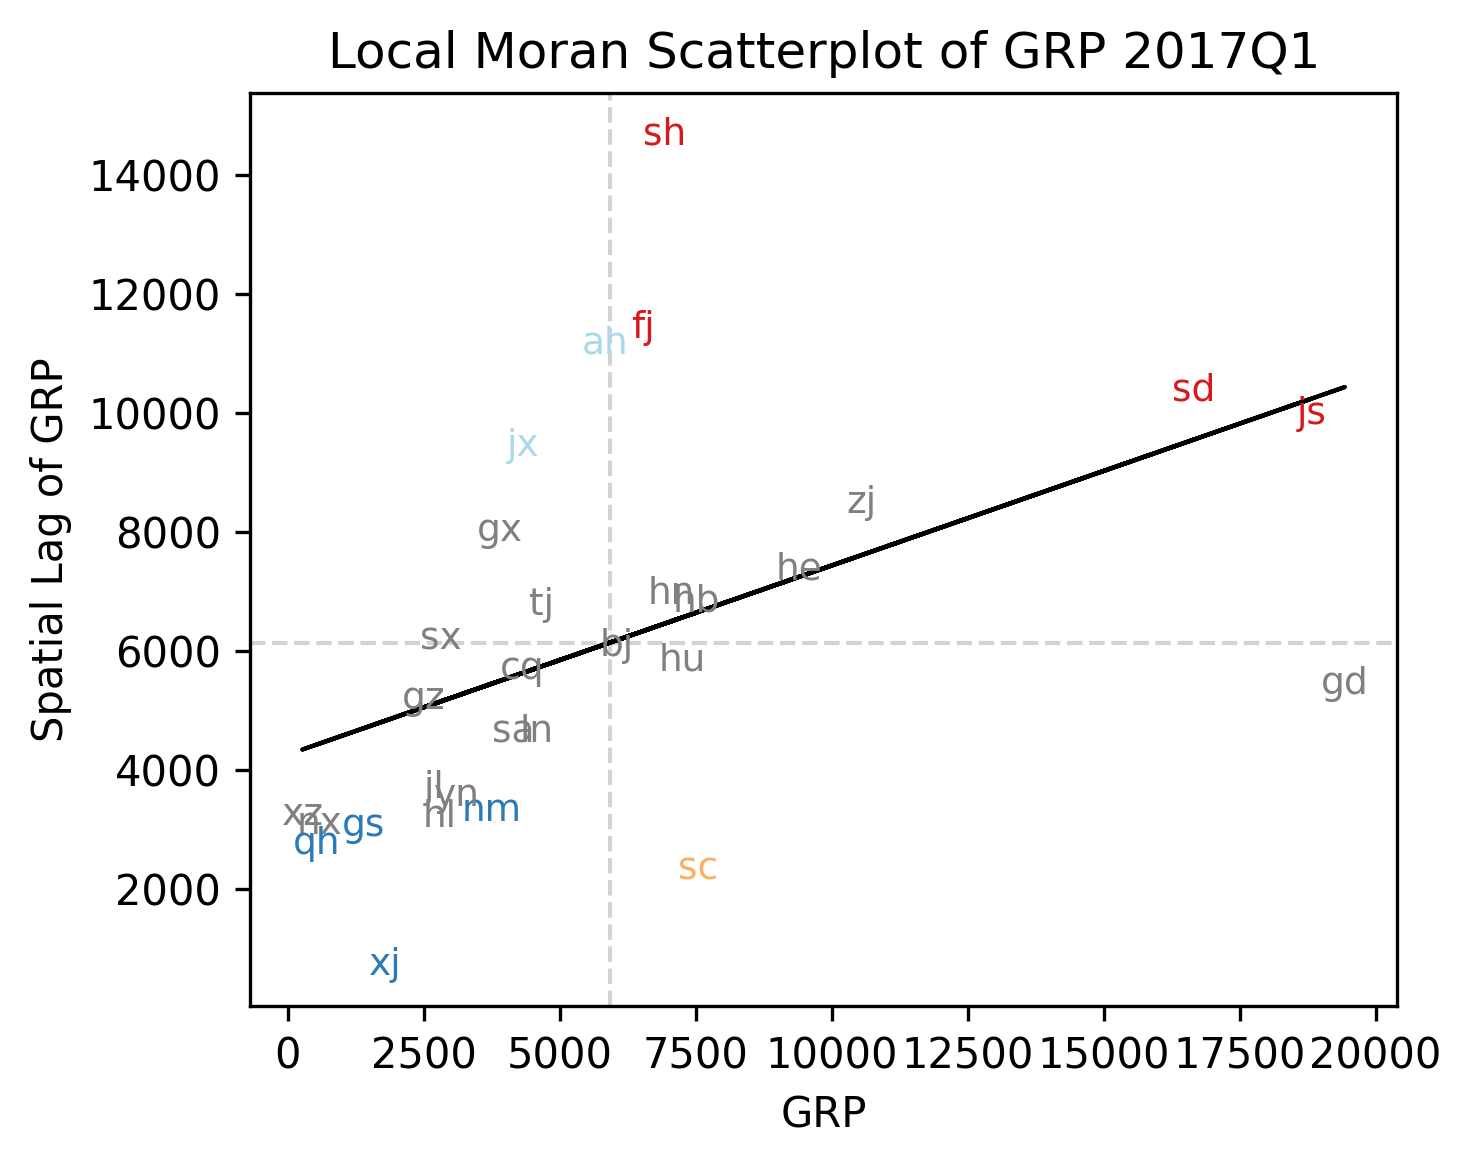 Local Moran Scatterplot of GRP 2017Q1
Spatial Lag of GRP
14000
12000
10000
8000
6000
4000
2000
sh
fj
ah
sd
js
jx
zj
gx
he
hn
hb
tj
sx
bj
hu
cq
gd
gz
sa
ln
jl
yn
hl
nm
xz
nx
gs
qh
sc
xj
0
2500
5000
7500
10000
12500
15000
17500
20000
GRP